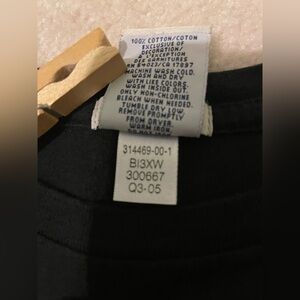 100% COTTON/COTON
EXCLUSIVE OF
DECORATION/
A L'EXCEPTION
DES GARNITURES
RN 54023/CA 17897
MACHINE WASH COLD.
WASH AND DRY
WITH LIKE COLORS.
WASH INSIDE OUT.
ONLY NON-CHLORINE
BLEACH WHEN NEEDED.
TUMBLE DRY LOW.
REMOVE PROMPTLY
FROM DRYER.
WARM IRON
314469-00-1
BI3XW
300667
Q3-05